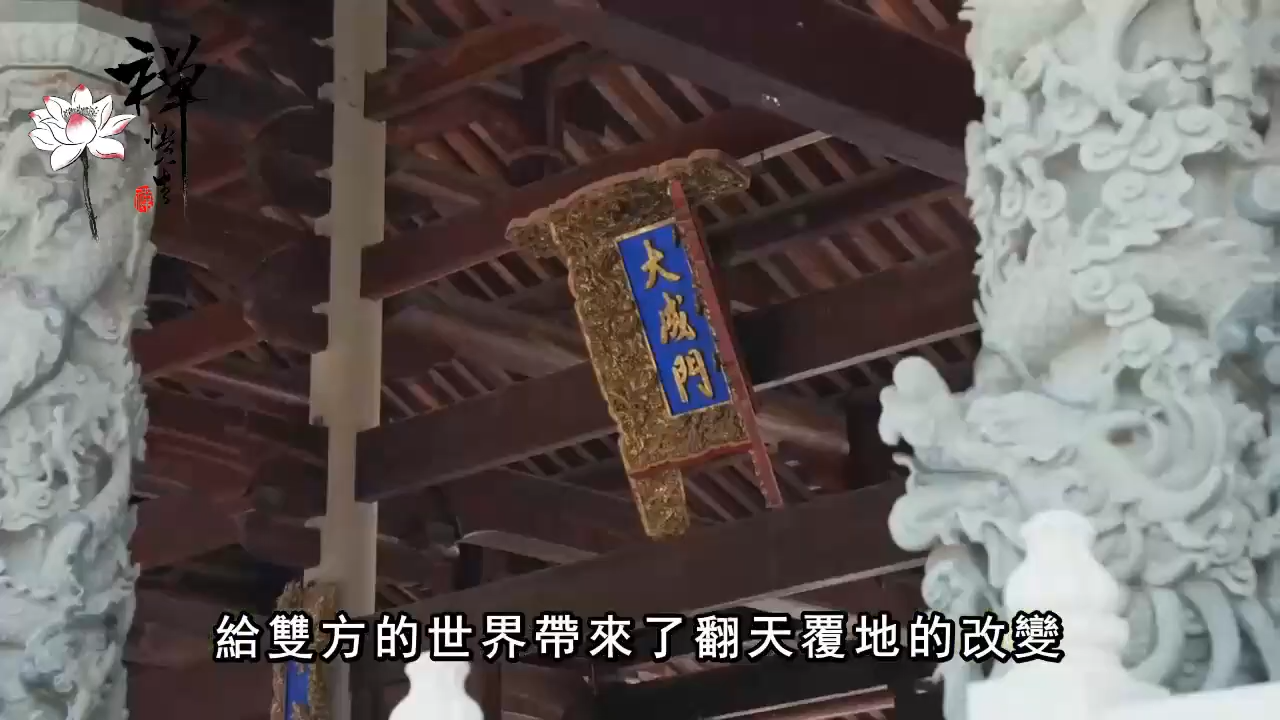 禪
大成門
給雙方的世界帶來了翻天覆地的改變